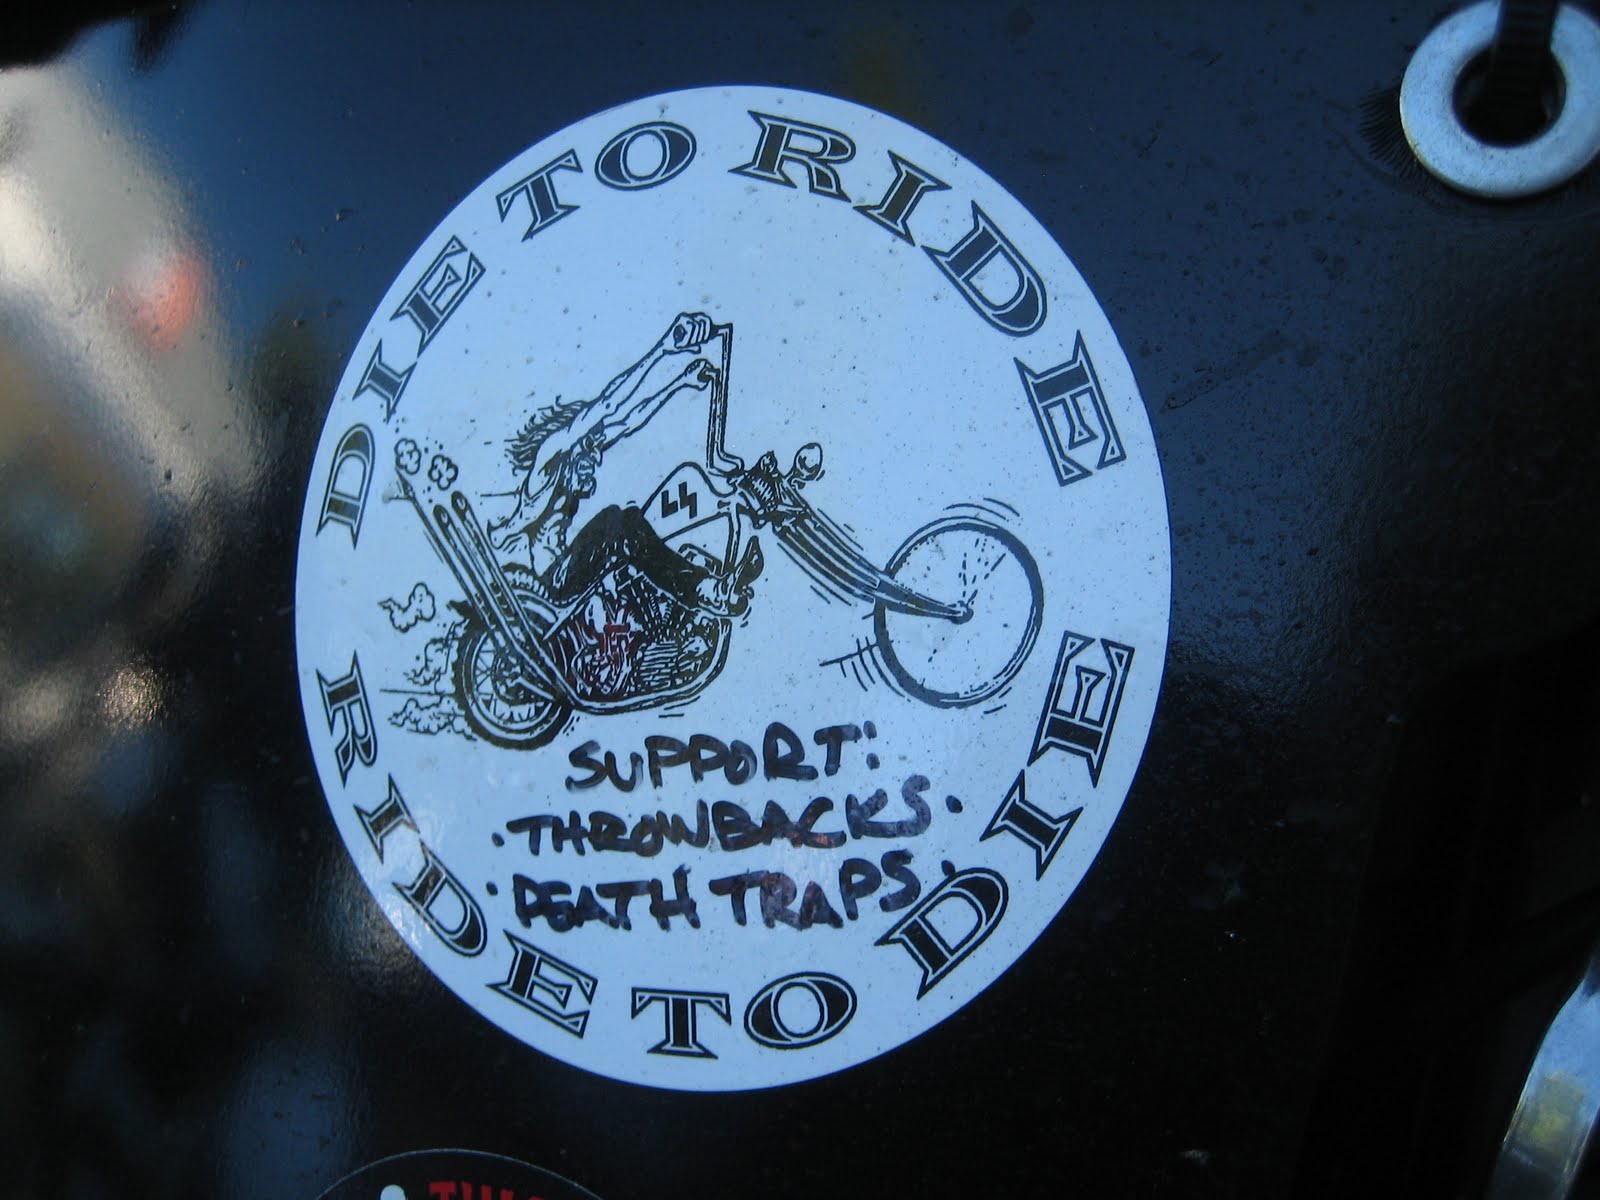 DIE TO RIDE
SUPPORT:
·THROWBACKS·
·DEATH TRAPS·
RIDE TO DIE